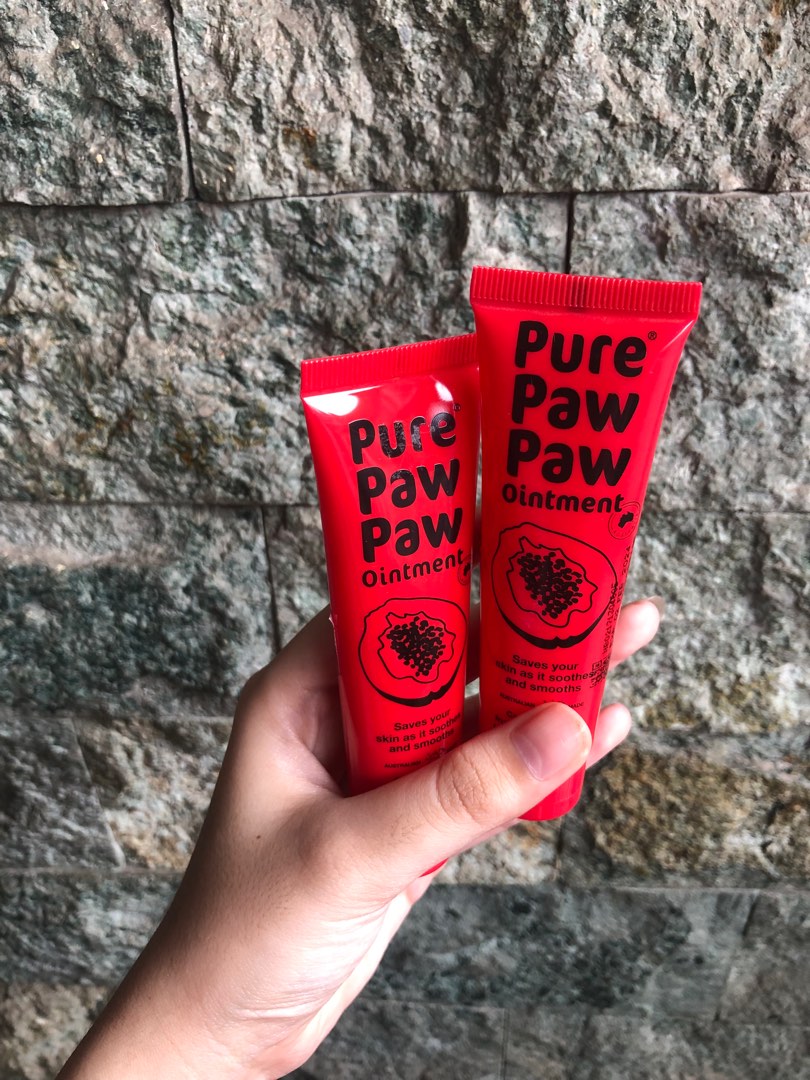 Pure
Paw
Paw
Ointment
Saves your
skin as it soothes
and smooths
Pure®
Paw
Paw
Ointment
Saves your
skin as it soothes
and smooths